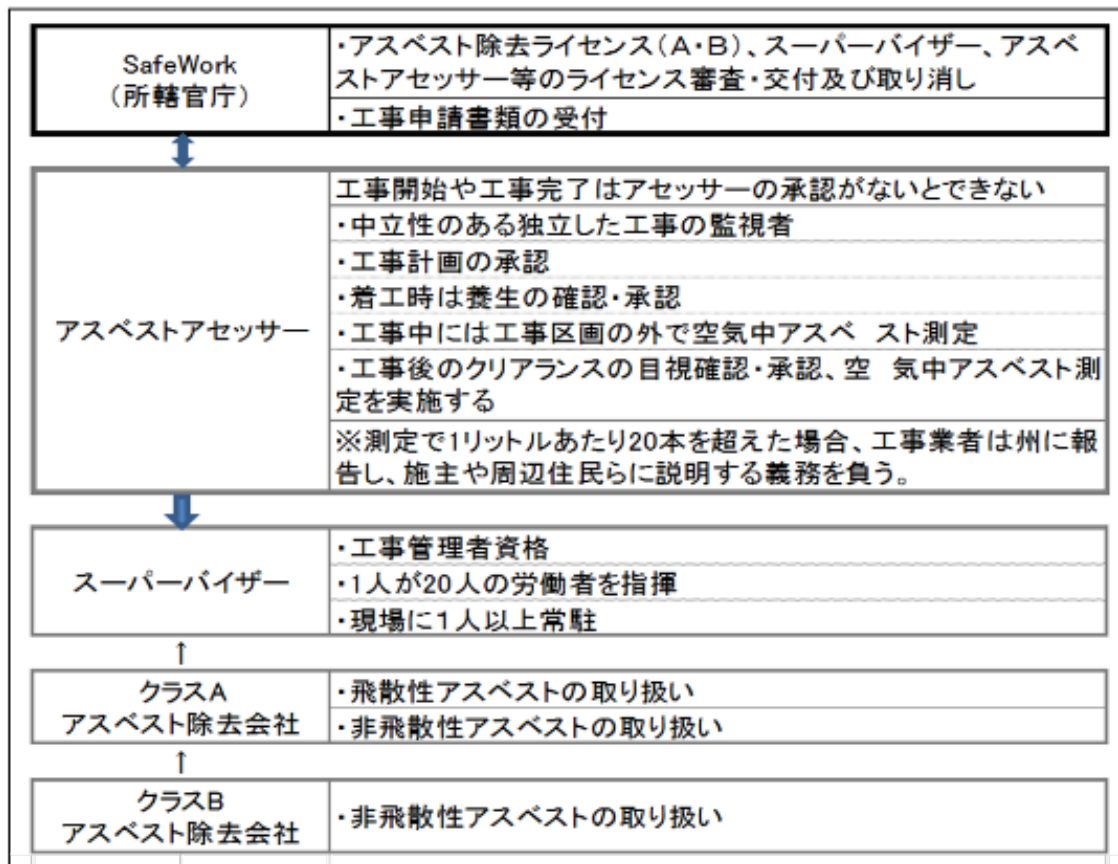 SafeWork
(所轄官庁)
・アスベスト除去ライセンス(A・B)、スーパーバイザー、アスベ
ストアセッサー等のライセンス審査・交付及び取り消し
・工事申請書類の受付
アスベストアセッサー
工事開始や工事完了はアセッサーの承認がないとできない
・中立性のある独立した工事の監視者
・工事計画の承認
・着工時は養生の確認・承認
・工事中には工事区画の外で空気中アスベ スト測定
・工事後のクリアランスの目視確認・承認、空 気中アスベスト測
定を実施する
※測定で1リットルあたり20本を超えた場合、工事業者は州に報
告し、施主や周辺住民らに説明する義務を負う。
スーパーバイザー
・工事管理者資格
・1人が20人の労働者を指揮
・現場に1人以上常駐
↑
クラスA
アスベスト除去会社
・飛散性アスベストの取り扱い
・非飛散性アスベストの取り扱い
↑
クラスB
アスベスト除去会社
・非飛散性アスベストの取り扱い